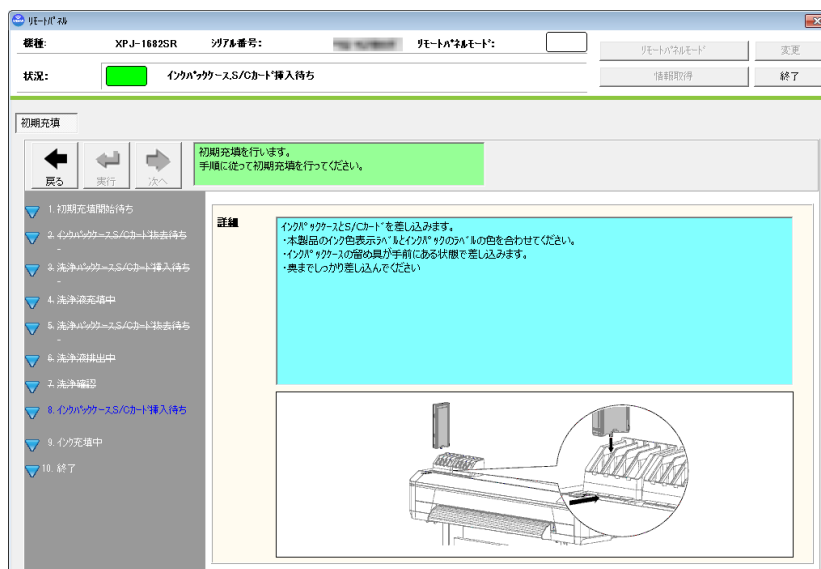 リモートパネル
機種: XPJ-1682SR シリアル番号: リモートパネルモード:
リモートパネルモード 変更
状況: インクパックケース,S/Cカード挿入待ち
情報取得 終了
初期充填
戻る 実行 次へ
初期充填を行います。
手順に従って初期充填を行ってください。
1. 初期充填開始待ち
2. インクパックケース,S/Cカード抜去待ち
-
3. 洗浄パックケース,S/Cカード挿入待ち
-
4. 洗浄液充填中
5. 洗浄パックケース,S/Cカード抜去待ち
-
6. 洗浄液排出中
7. 洗浄確認
8. インクパックケース,S/Cカード挿入待ち
9. インク充填中
10. 終了
詳細
インクパックケースとS/Cカードを差し込みます。
・本製品のインク色表示ラベルとインクパックのラベルの色を合わせてください。
・インクパックケースの留め具が手前にある状態で差し込みます。
・奥までしっかり差し込んでください